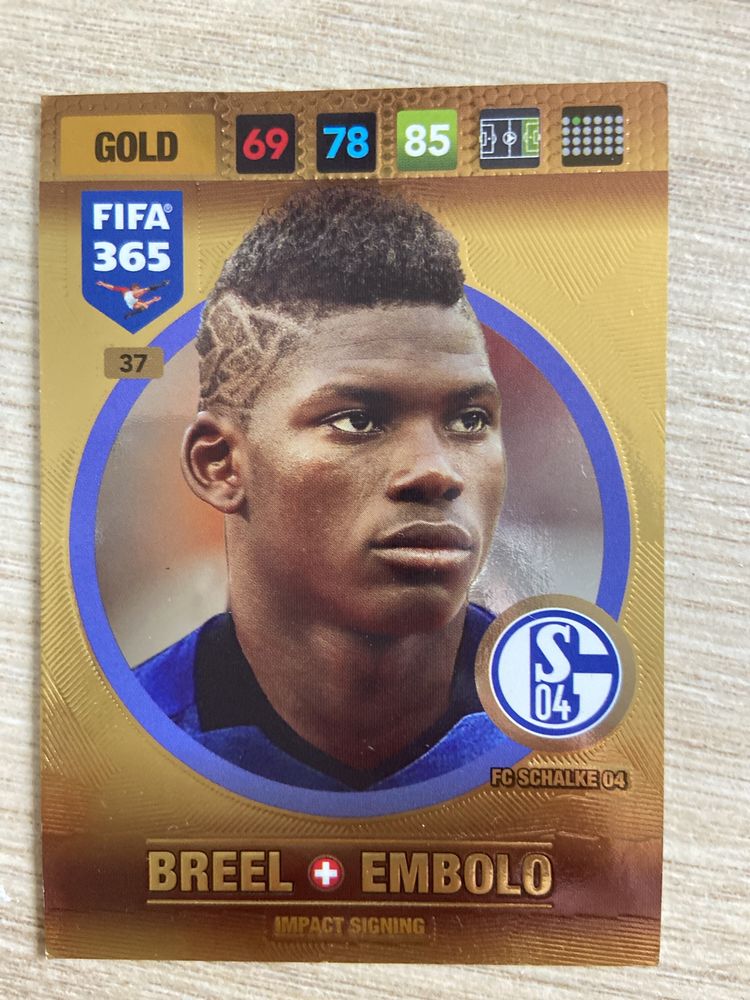 GOLD 69 78 85
FIFA®
365
37
S
04
FC SCHALKE 04
BREEL EMBOLO
IMPACT SIGNING